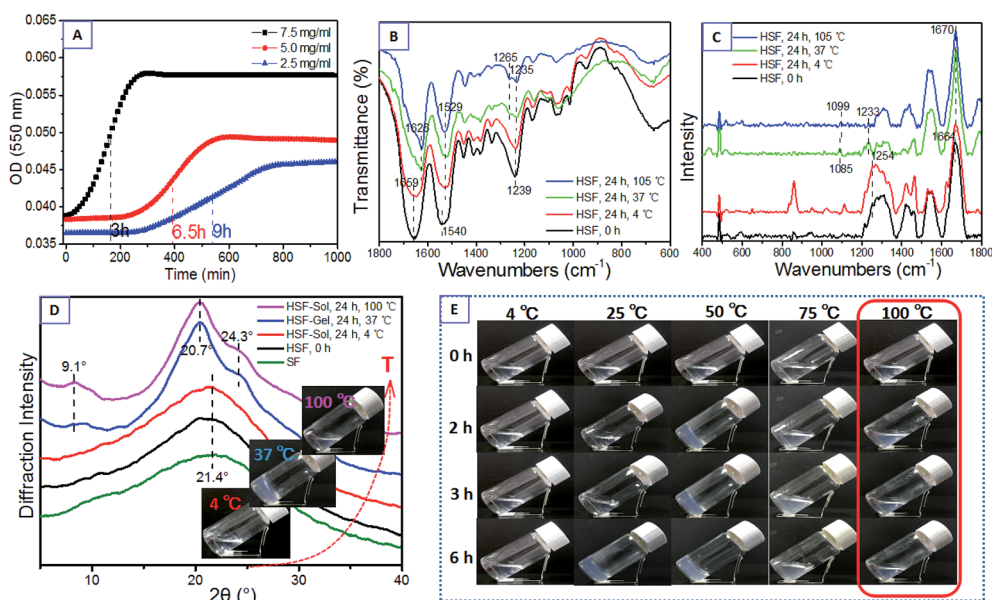 A
7.5 mg/ml
5.0 mg/ml
2.5 mg/ml
OD (550 nm)
0.065
0.060
0.055
0.050
0.045
0.040
0.035
3h
6.5h
9h
0 200 400 600 800 1000
Time (min)
B
Transmittance (%)
1265
1235
1529
1628
1659
1239
1540
HSF, 24 h, 105 ℃
HSF, 24 h, 37 ℃
HSF, 24 h, 4 ℃
HSF, 0 h
1800 1600 1400 1200 1000 800 600
Wavenumbers (cm⁻¹)
C
HSF, 24 h, 105 ℃
HSF, 24 h, 37 ℃
HSF, 24 h, 4 ℃
HSF, 0 h
Intensity
1670
1099
1233
1664
1085
1254
400 600 800 1000 1200 1400 1600 1800
Wavenumbers (cm⁻¹)
D
HSF-Sol, 24 h, 100 ℃
HSF-Gel, 24 h, 37 ℃
HSF-Sol, 24 h, 4 ℃
HSF, 0 h
SF
Diffraction Intensity
9.1°
20.7°
24.3°
21.4°
T
100 ℃
37 ℃
4 ℃
10 20 30 40
2θ (°)
E
4 ℃ 25 ℃ 50 ℃ 75 ℃ 100 ℃
0 h
2 h
3 h
6 h